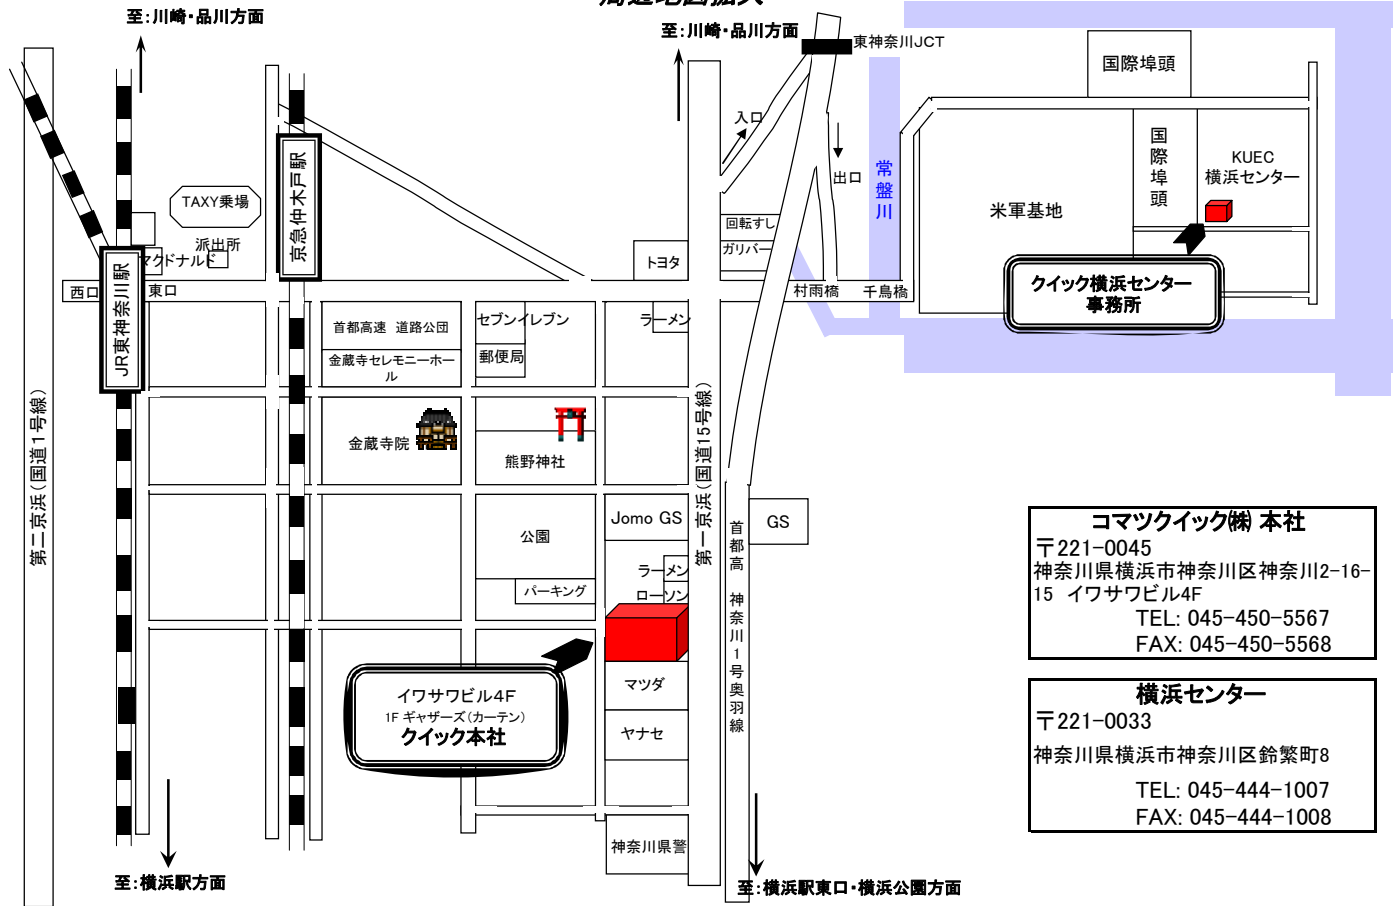 周辺地図拡大
至:川崎・品川方面
至:川崎・品川方面
東神奈川JCT
国際埠頭
入口
出口
常盤川
国際埠頭
KUEC
横浜センター
米軍基地
TAXY乗場
派出所
マクドナルド
京急仲木戸駅
JR東神奈川駅
西口
東口
トヨタ
回転すし
ガリバー
村雨橋
千鳥橋
クイック横浜センター
事務所
首都高速 道路公団
金蔵寺セレモニーホー
ル
セブンイレブン
郵便局
ラーメン
金蔵寺院
熊野神社
第二京浜(国道1号線)
第一京浜(国道15号線)
公園
パーキング
Jomo GS
ラーメン
ローソン
GS
首都高 神奈川1号奥羽線
イワサワビル4F
1F ギャザーズ(カーテン)
クイック本社
マツダ
ヤナセ
神奈川県警
至:横浜駅方面
至:横浜駅東口・横浜公園方面
コマツクイック㈱ 本社
〒221-0045
神奈川県横浜市神奈川区神奈川2-16-
15 イワサワビル4F
TEL: 045-450-5567
FAX: 045-450-5568
横浜センター
〒221-0033
神奈川県横浜市神奈川区鈴繁町8
TEL: 045-444-1007
FAX: 045-444-1008